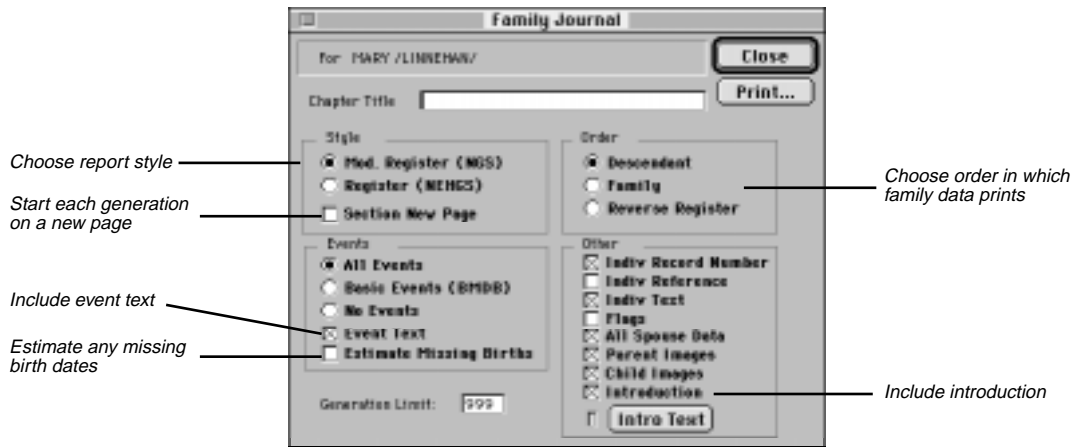 Family Journal
For MARY /LINNEHAN/
Close
Print...
Chapter Title
Style
Mod. Register (NGS)
Register (NEHGS)
Section New Page
Order
Descendant
Family
Reverse Register
Events
All Events
Basic Events (BMDB)
No Events
Event Text
Estimate Missing Births
Generation Limit: 999
Other
Indiv Record Number
Indiv Reference
Indiv Text
Flags
All Spouse Data
Parent Images
Child Images
Introduction
Intro Text
Choose report style
Start each generation
on a new page
Include event text
Estimate any missing
birth dates
Choose order in which
family data prints
Include introduction